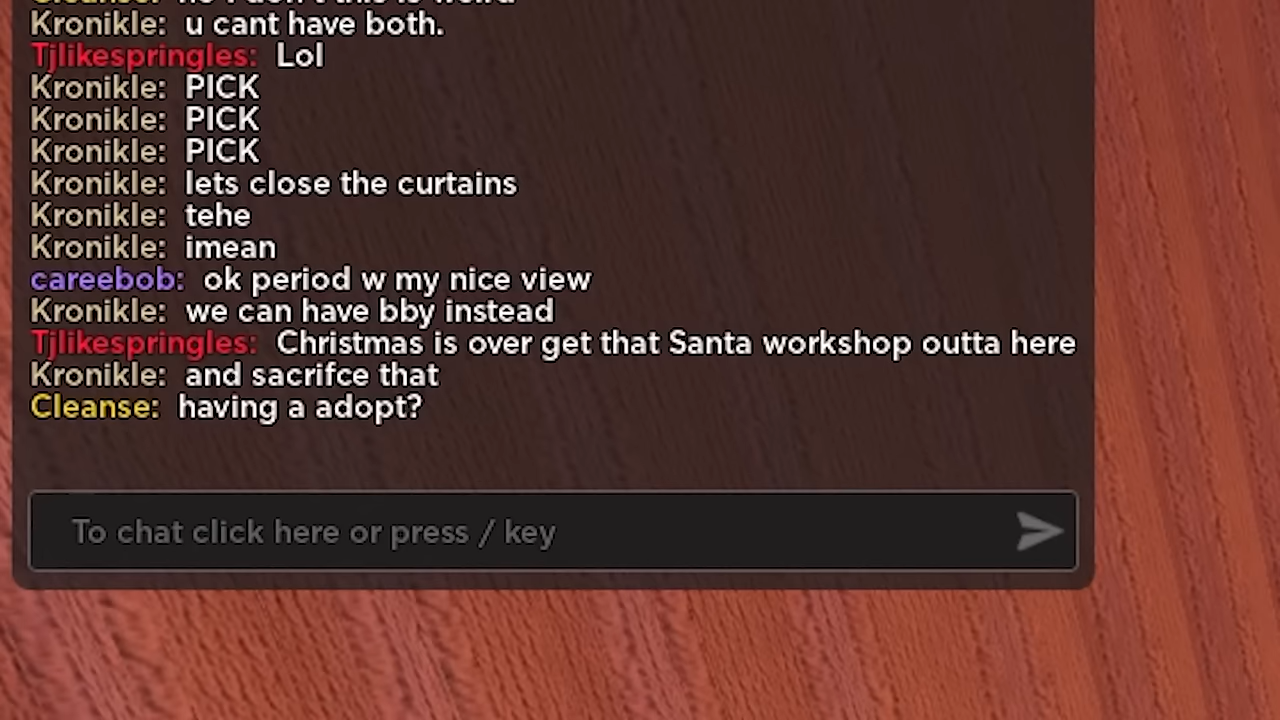 Kronikle: u cant have both.
Tjlikespringles: Lol
Kronikle: PICK
Kronikle: PICK
Kronikle: PICK
Kronikle: lets close the curtains
Kronikle: tehe
Kronikle: imean
careebob: ok period w my nice view
Kronikle: we can have bby instead
Tjlikespringles: Christmas is over get that Santa workshop outta here
Kronikle: and sacrifce that
Cleanse: having a adopt?
To chat click here or press / key